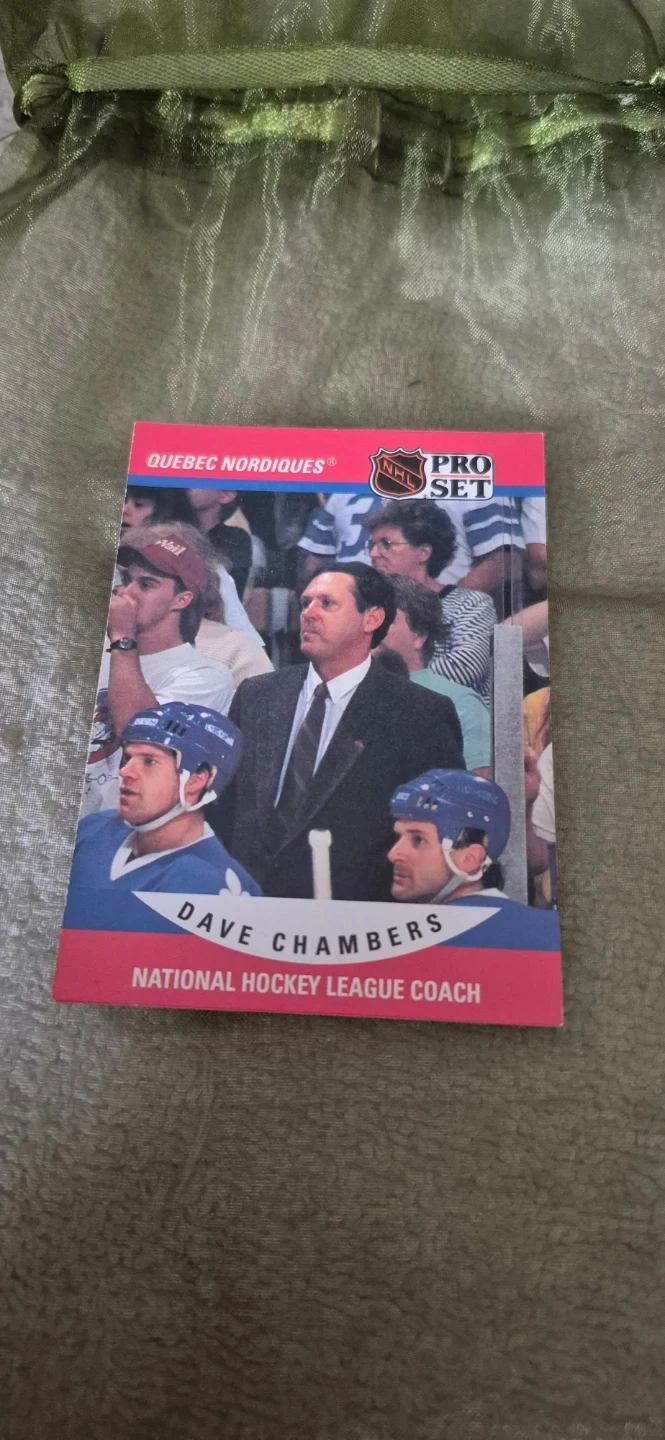 QUEBEC NORDIQUES®
NHL
PRO
SET
DAVE CHAMBERS
NATIONAL HOCKEY LEAGUE COACH